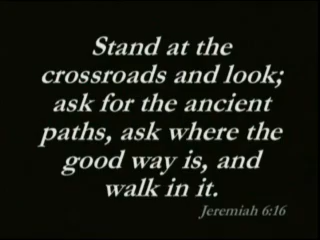 Stand at the
crossroads and look;
ask for the ancient
paths, ask where the
good way is, and
walk in it.
Jeremiah 6:16